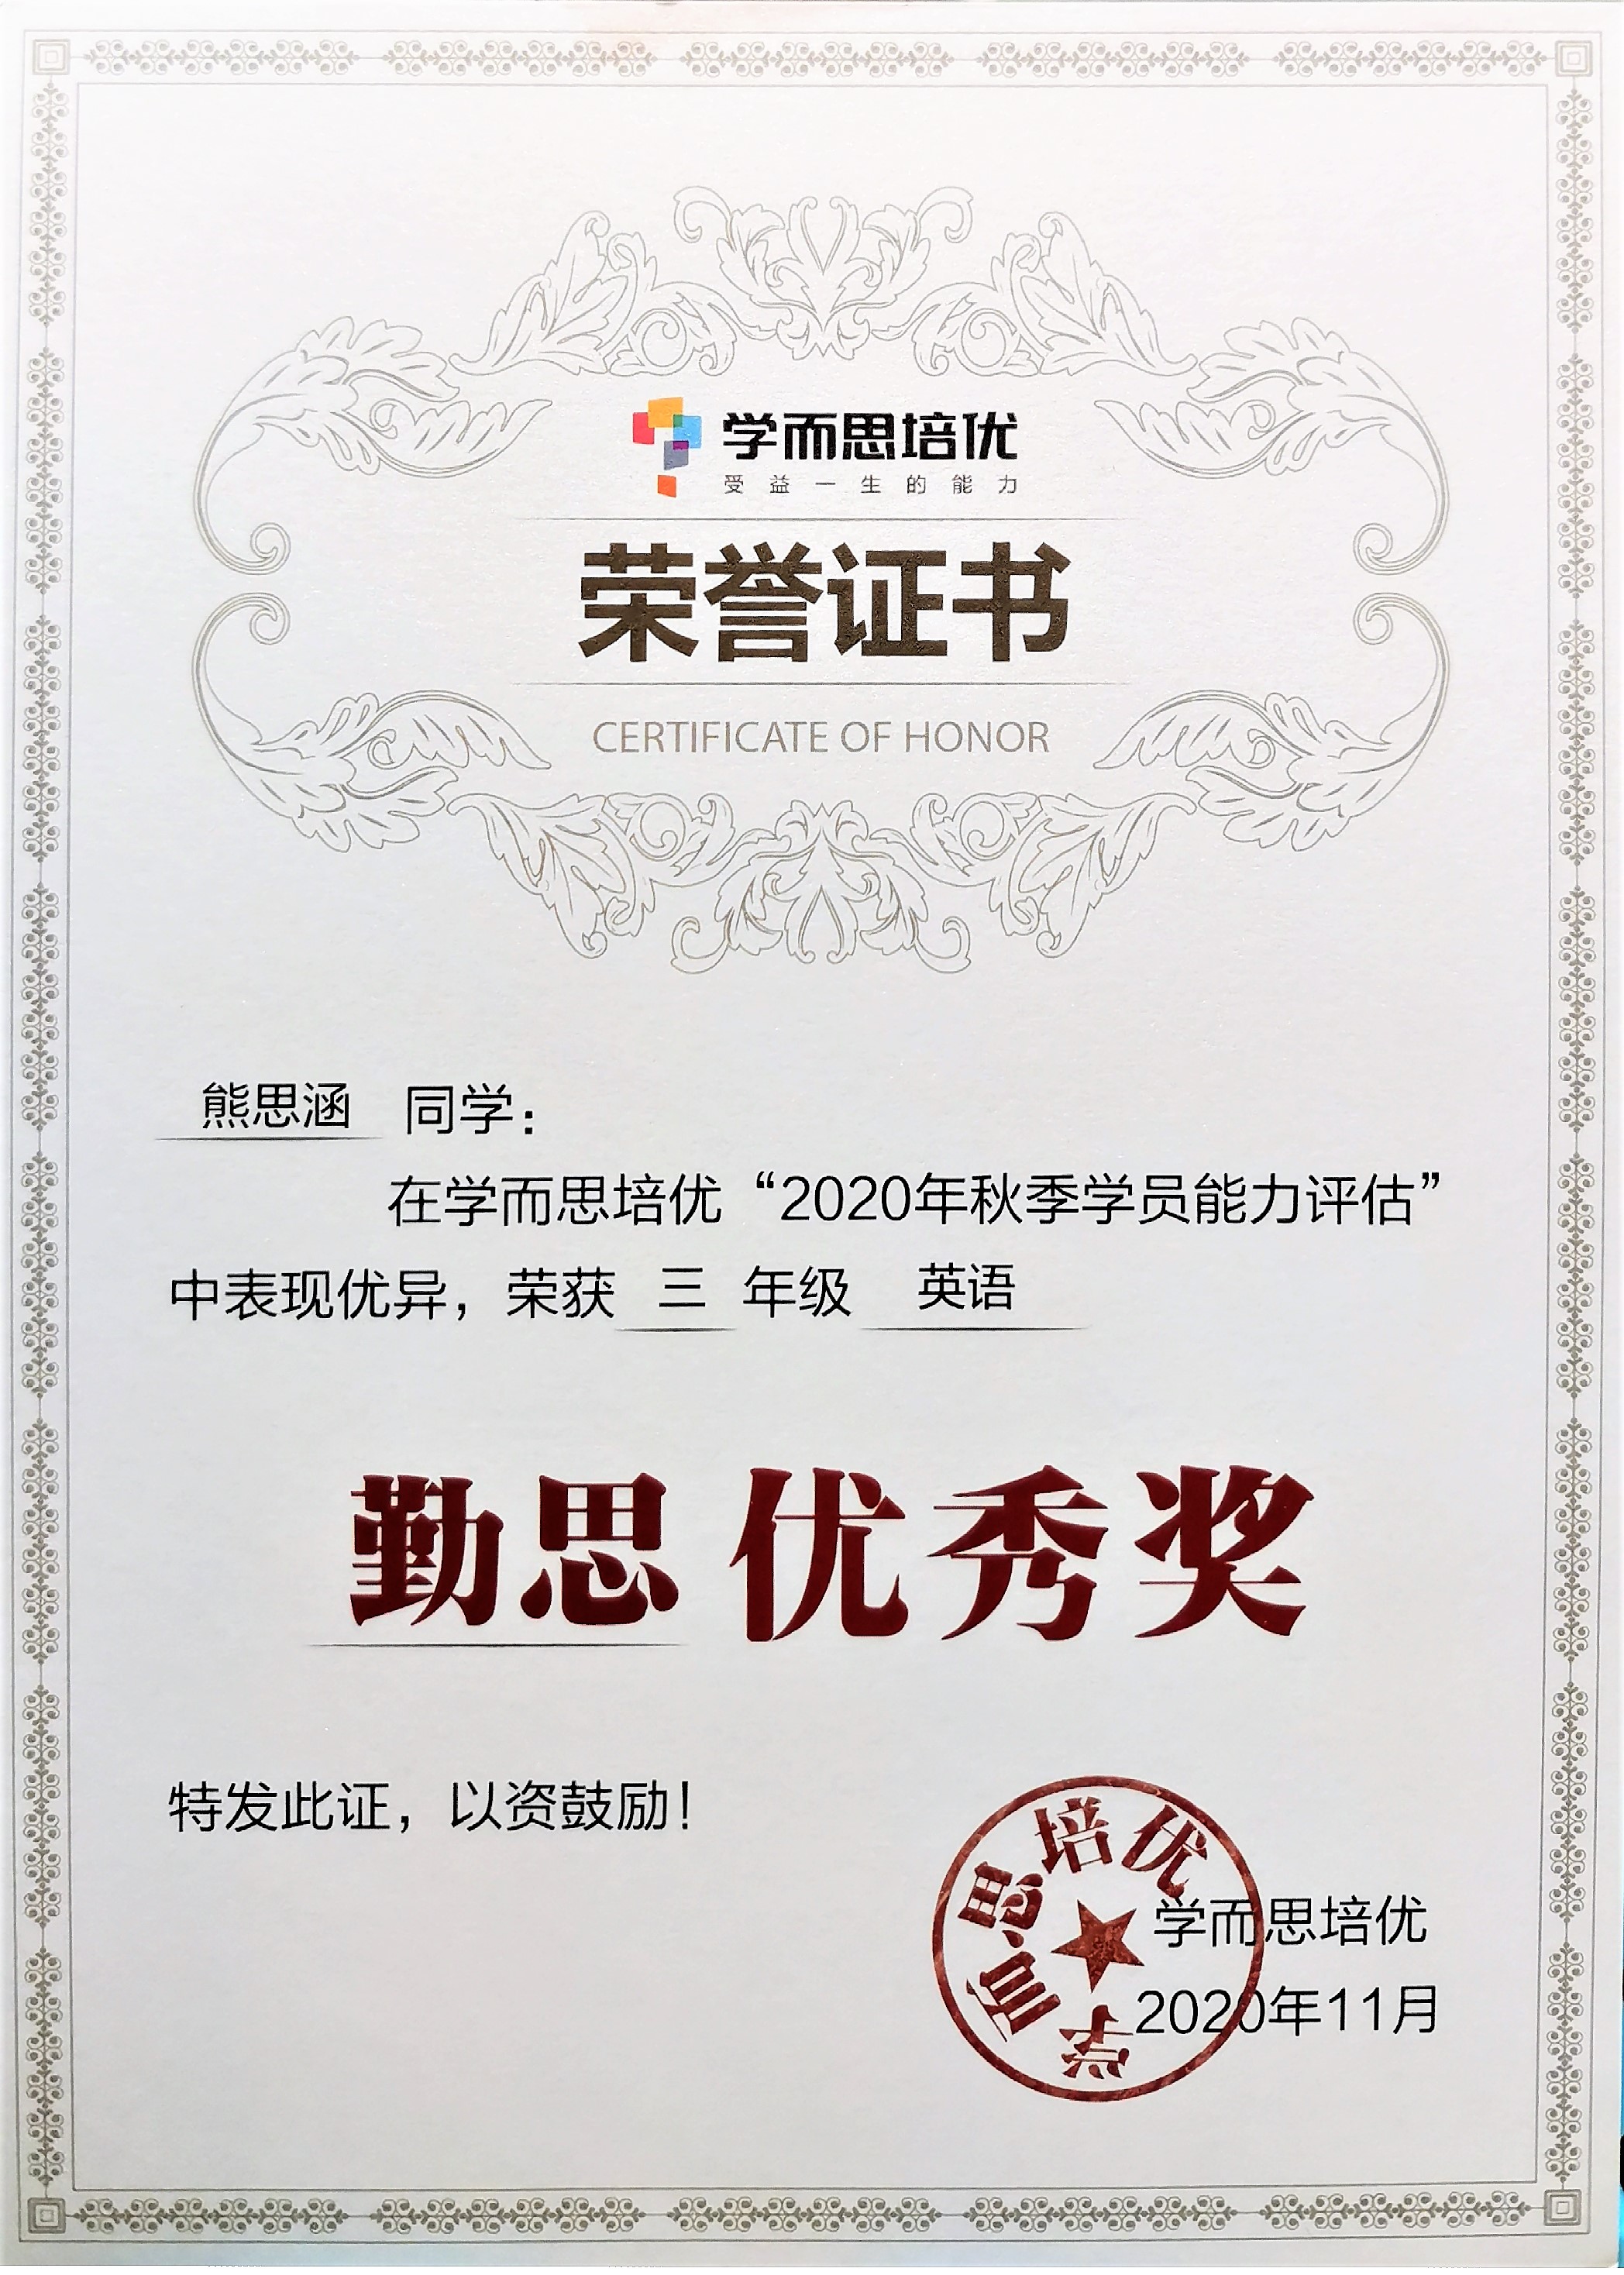 学而思培优
受益一生的能力
荣誉证书
CERTIFICATE OF HONOR
熊思涵 同学：
在学而思培优“2020年秋季学员能力评估”
中表现优异，荣获 三 年级 英语
勤思优秀奖
特发此证，以资鼓励！
学而思培优
学而思培优
2020年11月